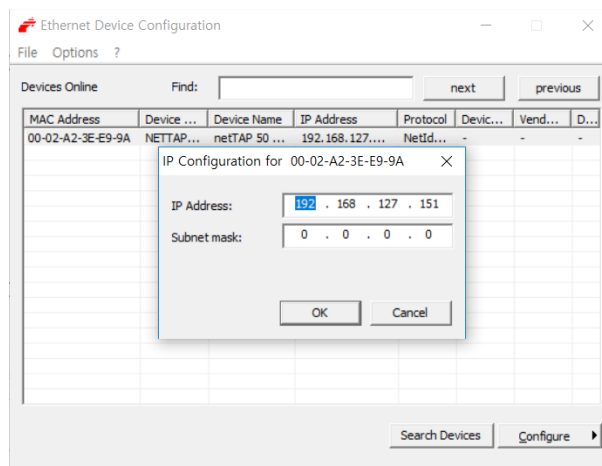 Ethernet Device Configuration
File Options ?
Devices Online Find: next previous
MAC Address Device ... Device Name IP Address Protocol Devic... Vend... D...
00-02-A2-3E-E9-9A NETTAP... netTAP 50 ... 192.168.127.... NetId... - - -
IP Configuration for 00-02-A2-3E-E9-9A
IP Address: 192 . 168 . 127 . 151
Subnet mask: 0 . 0 . 0 . 0
OK Cancel
Search Devices Configure